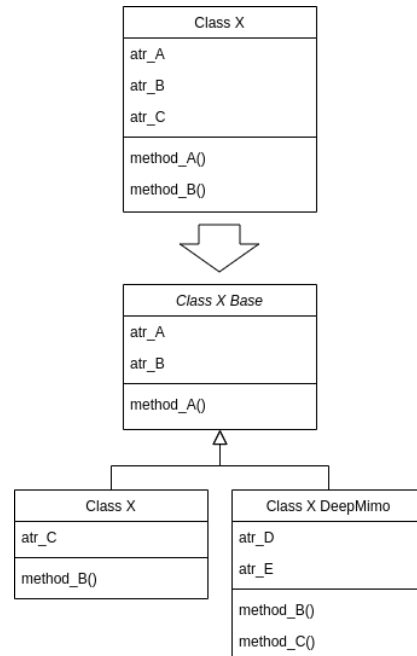 Class X
atr_A
atr_B
atr_C
method_A()
method_B()
Class X Base
atr_A
atr_B
method_A()
Class X
atr_C
method_B()
Class X DeepMimo
atr_D
atr_E
method_B()
method_C()